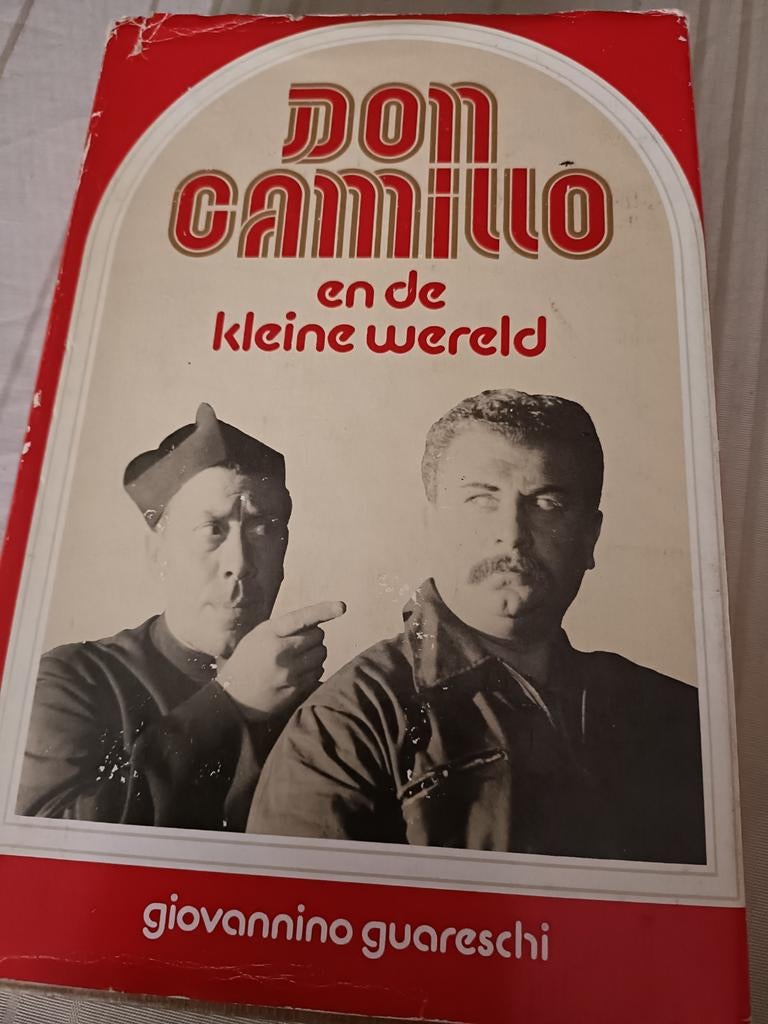 DON
CAMILLO
en de
kleine wereld
giovannino guareschi